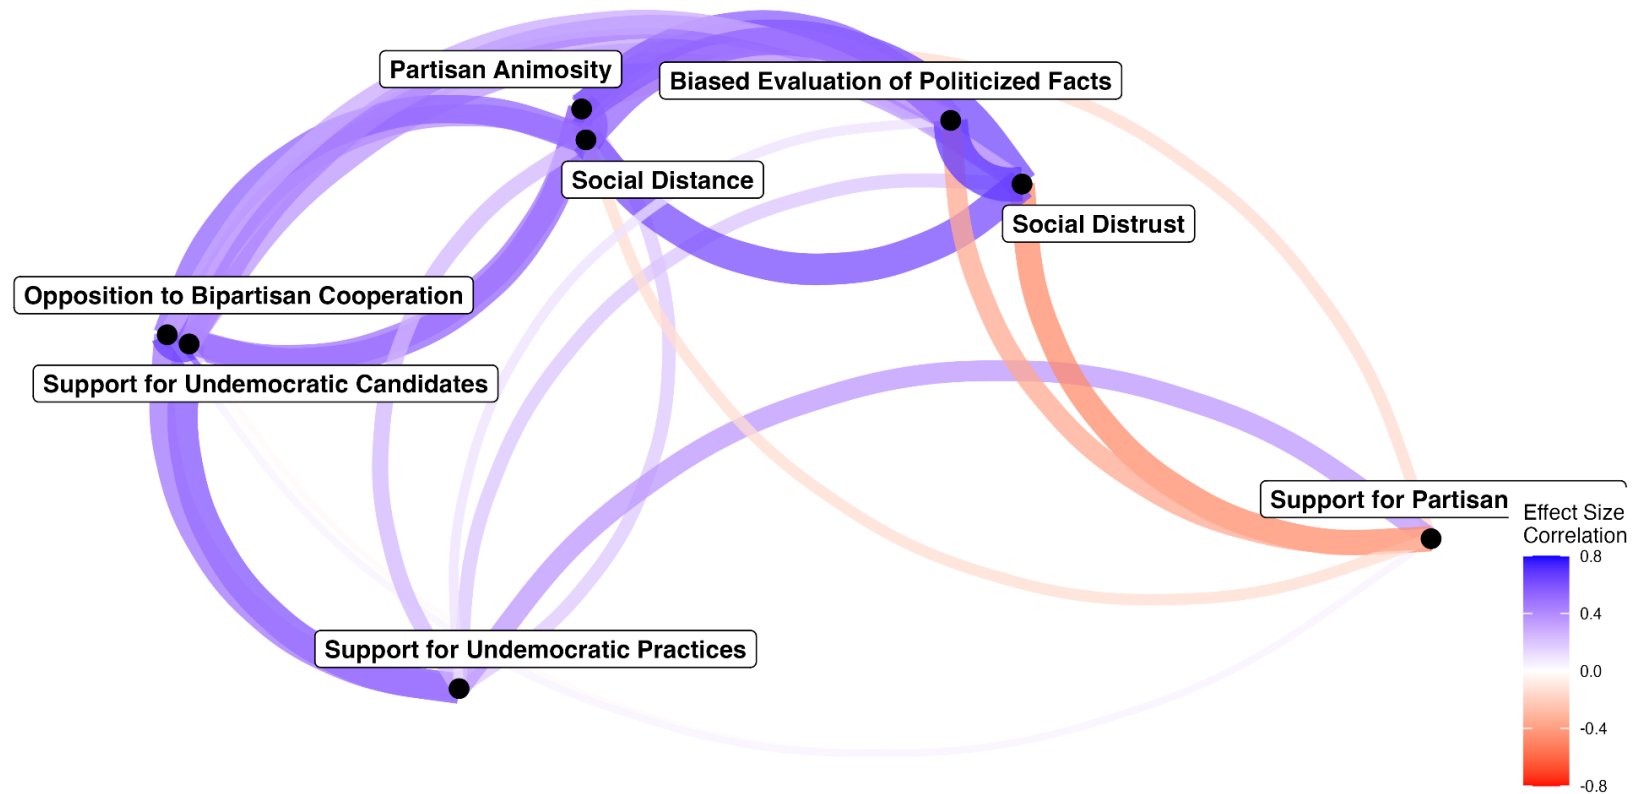 Partisan Animosity
Biased Evaluation of Politicized Facts
Social Distance
Social Distrust
Opposition to Bipartisan Cooperation
Support for Undemocratic Candidates
Support for Partisan
Support for Undemocratic Practices
Effect Size
Correlation
0.8
0.4
0.0
-0.4
-0.8